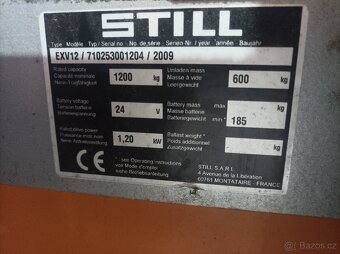 STILL
Type / Modèle / Typ / Serial no / No. de série / Serien-Nr. / year / année / Baujahr
EXV12 / 710253001204 / 2009
Rated capacity
Capacité nominale
Nenn-Tragfähigkeit
1200 kg
Unladen mass
Masse à vide
Leergewicht
600 kg
Battery voltage
Tension batterie
Batteriespannung
24 V
Battery mass
Masse batterie
Batteriegewicht
max
min
185 kg
Rated drive power
Puissance motr. nom.
Nenn-Antriebsleistung
1,20 kW
Ballast weight
Poids additionnel
Zusatzgewicht
kg
CE
see Operating instructions
voir Mode d'emploi
siehe Betriebsanleitung
STILL S.A.R.L
4 Avenue de la Libération
60761 MONTATAIRE - FRANCE
bazos.cz